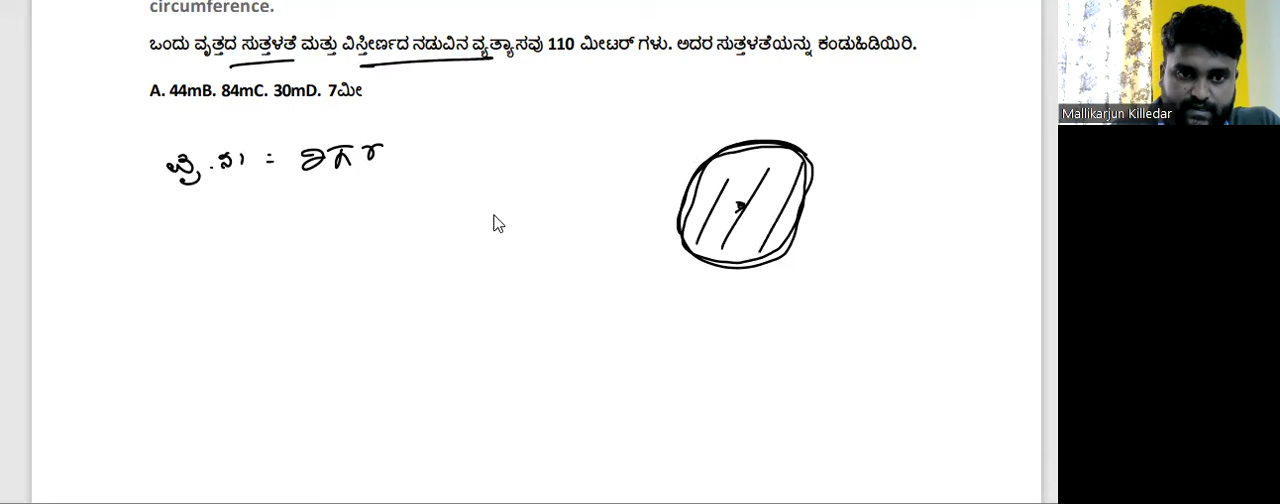 circumference.
ಒಂದು ವೃತ್ತದ ಸುತ್ತಳತೆ ಮತ್ತು ವಿಸ್ತೀರ್ಣದ ನಡುವಿನ ವ್ಯತ್ಯಾಸವು 110 ಮೀಟರ್ ಗಳು. ಅದರ ಸುತ್ತಳತೆಯನ್ನು ಕಂಡುಹಿಡಿಯಿರಿ.
A. 44mB. 84mC. 30mD. 7ಮೀ
= 2πr
Mallikarjun Killedar